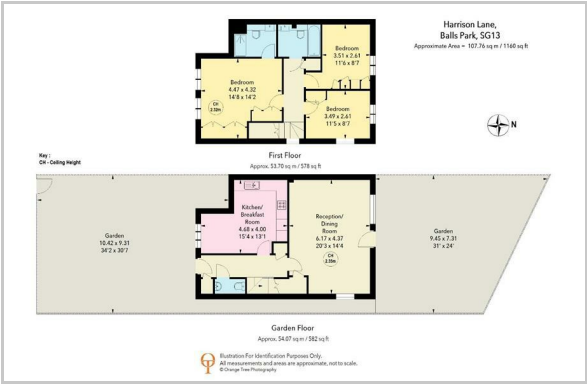 Harrison Lane,
Balls Park, SG13
Approximate Area = 107.76 sq m / 1160 sq ft
Bedroom
3.51 x 2.61
11'6 x 8'7
Bedroom
4.47 x 4.32
14'8 x 14'2
CH
2.50m
Bedroom
3.49 x 2.61
11'5 x 8'7
N
Key :
CH - Ceiling Height
First Floor
Approx. 53.70 sq m / 578 sq ft
Kitchen/
Breakfast
Room
4.68 x 4.00
15'4 x 13'1
Reception/
Dining
Room
6.17 x 4.37
20'3 x 14'4
CH
2.50m
Garden
10.42 x 9.31
34'2 x 30'7
Garden
9.45 x 7.31
31' x 24'
Garden Floor
Approx. 54.07 sq m / 582 sq ft
Illustration For Identification Purposes Only.
All measurements and areas are approximate, not to scale.
© Orange Tree Photography